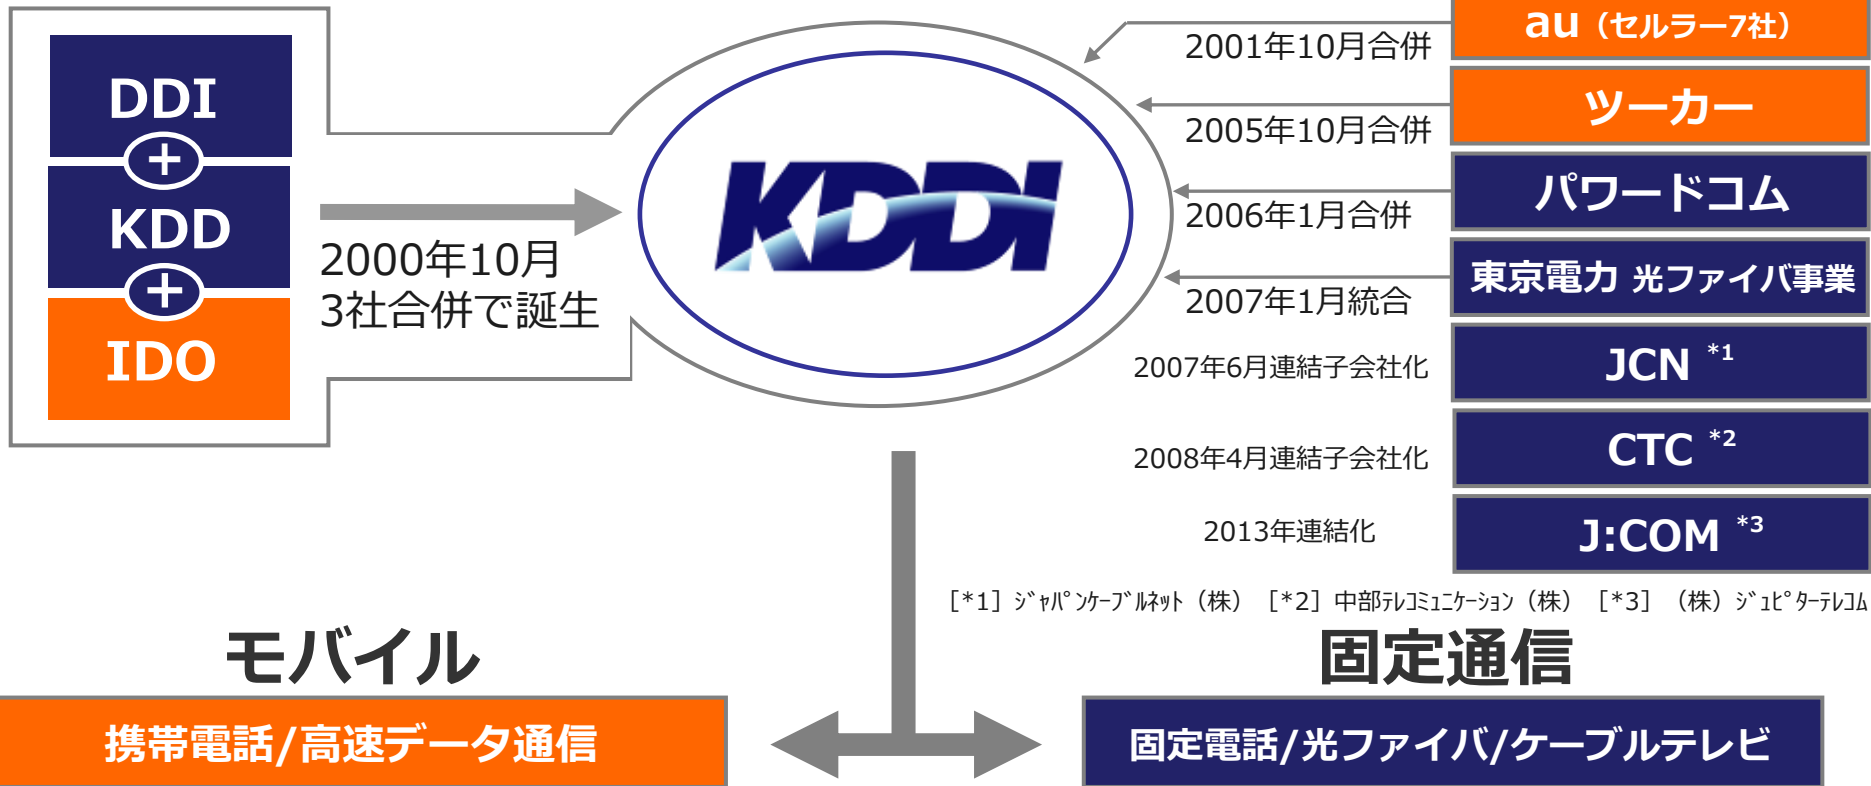 DDI
+
KDD
+
IDO
2000年10月
3社合併で誕生
KDDI
2001年10月合併
au（セルラー7社）
2005年10月合併
ツーカー
2006年1月合併
パワードコム
2007年1月統合
東京電力 光ファイバ事業
2007年6月連結子会社化
JCN *1
2008年4月連結子会社化
CTC *2
2013年連結化
J:COM *3
[*1] ｼﾞｬﾊﾟﾝｹｰﾌﾞﾙﾈｯﾄ（株） [*2] 中部ﾃﾚｺﾐｭﾆｹｰｼｮﾝ（株） [*3] （株）ｼﾞｭﾋﾟﾀｰﾃﾚｺﾑ
モバイル
携帯電話/高速データ通信
固定通信
固定電話/光ファイバ/ケーブルテレビ